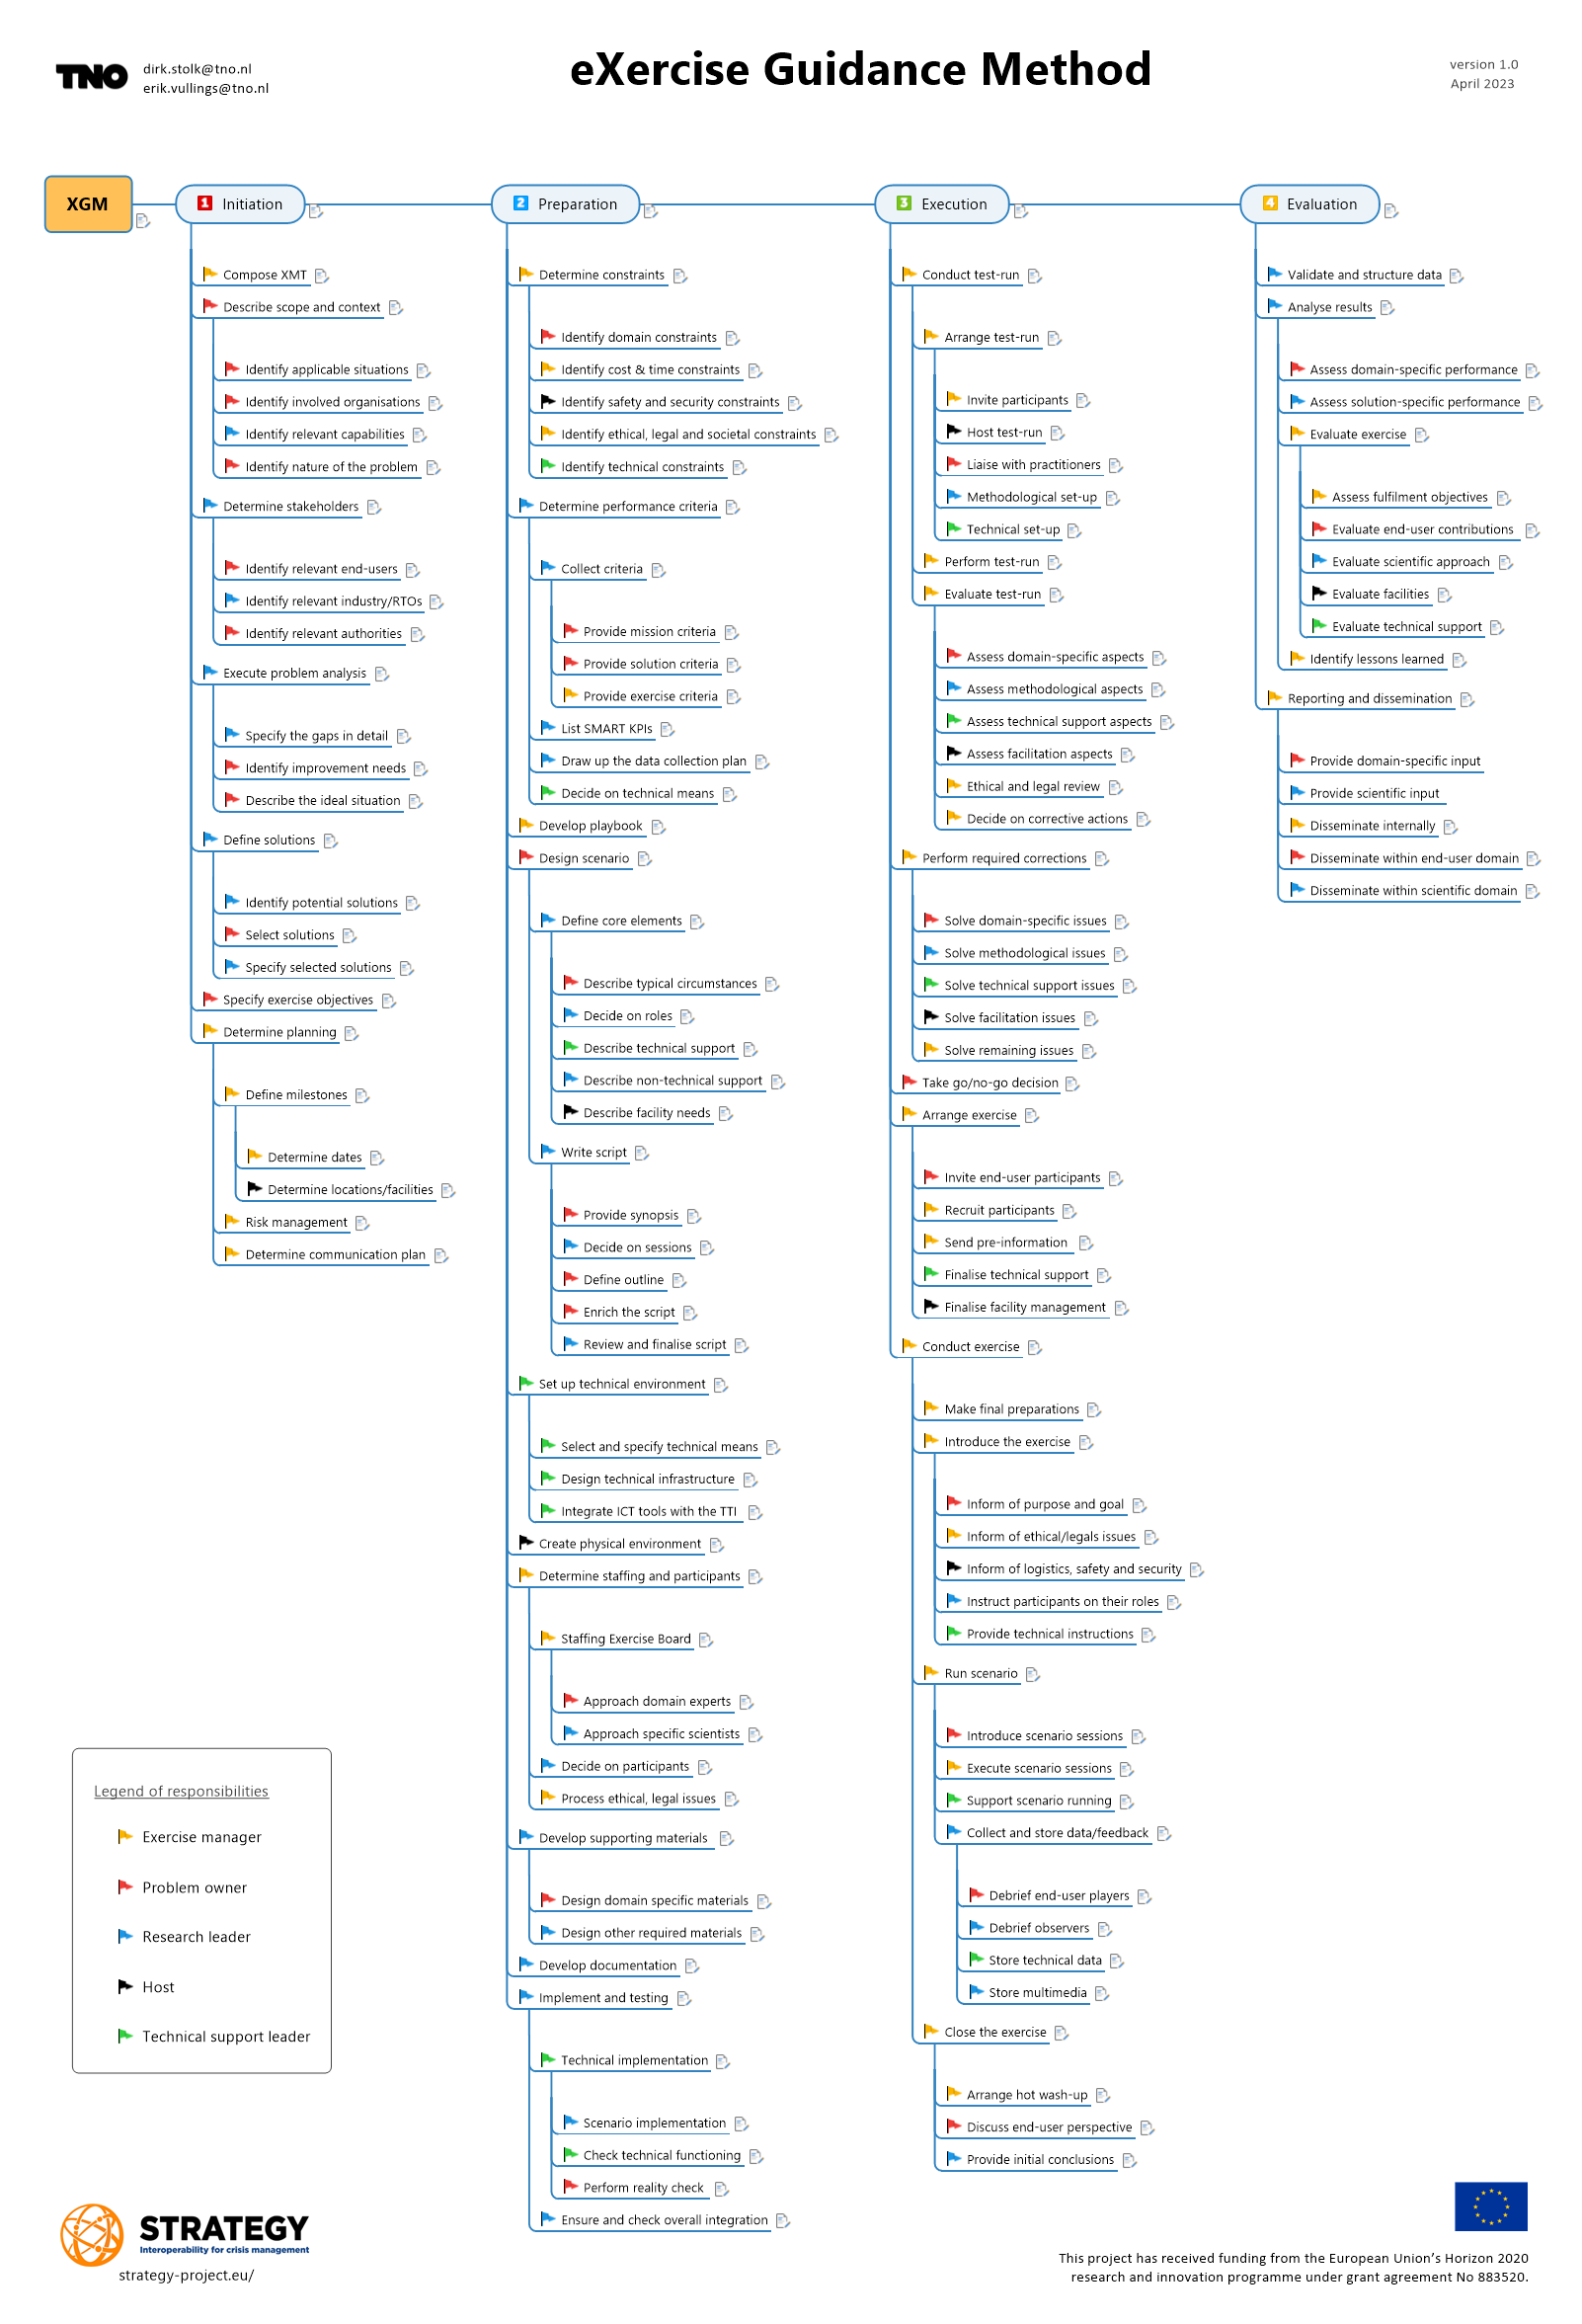 TNO
dirk.stolk@tno.nl
erik.vullings@tno.nl
eXercise Guidance Method
version 1.0
April 2023
XGM
1 Initiation
Compose XMT
Describe scope and context
Identify applicable situations
Identify involved organisations
Identify relevant capabilities
Identify nature of the problem
Determine stakeholders
Identify relevant end-users
Identify relevant industry/RTOs
Identify relevant authorities
Execute problem analysis
Specify the gaps in detail
Identify improvement needs
Describe the ideal situation
Define solutions
Identify potential solutions
Select solutions
Specify selected solutions
Specify exercise objectives
Determine planning
Define milestones
Determine dates
Determine locations/facilities
Risk management
Determine communication plan
2 Preparation
Determine constraints
Identify domain constraints
Identify cost & time constraints
Identify safety and security constraints
Identify ethical, legal and societal constraints
Identify technical constraints
Determine performance criteria
Collect criteria
Provide mission criteria
Provide solution criteria
Provide exercise criteria
List SMART KPIs
Draw up the data collection plan
Decide on technical means
Develop playbook
Design scenario
Define core elements
Describe typical circumstances
Decide on roles
Describe technical support
Describe non-technical support
Describe facility needs
Write script
Provide synopsis
Decide on sessions
Define outline
Enrich the script
Review and finalise script
Set up technical environment
Select and specify technical means
Design technical infrastructure
Integrate ICT tools with the TTI
Create physical environment
Determine staffing and participants
Staffing Exercise Board
Approach domain experts
Approach specific scientists
Decide on participants
Process ethical, legal issues
Develop supporting materials
Design domain specific materials
Design other required materials
Develop documentation
Implement and testing
Technical implementation
Scenario implementation
Check technical functioning
Perform reality check
Ensure and check overall integration
3 Execution
Conduct test-run
Arrange test-run
Invite participants
Host test-run
Liaise with practitioners
Methodological set-up
Technical set-up
Perform test-run
Evaluate test-run
Assess domain-specific aspects
Assess methodological aspects
Assess technical support aspects
Assess facilitation aspects
Ethical and legal review
Decide on corrective actions
Perform required corrections
Solve domain-specific issues
Solve methodological issues
Solve technical support issues
Solve facilitation issues
Solve remaining issues
Take go/no-go decision
Arrange exercise
Invite end-user participants
Recruit participants
Send pre-information
Finalise technical support
Finalise facility management
Conduct exercise
Make final preparations
Introduce the exercise
Inform of purpose and goal
Inform of ethical/legals issues
Inform of logistics, safety and security
Instruct participants on their roles
Provide technical instructions
Run scenario
Introduce scenario sessions
Execute scenario sessions
Support scenario running
Collect and store data/feedback
Debrief end-user players
Debrief observers
Store technical data
Store multimedia
Close the exercise
Arrange hot wash-up
Discuss end-user perspective
Provide initial conclusions
4 Evaluation
Validate and structure data
Analyse results
Assess domain-specific performance
Assess solution-specific performance
Evaluate exercise
Assess fulfilment objectives
Evaluate end-user contributions
Evaluate scientific approach
Evaluate facilities
Evaluate technical support
Identify lessons learned
Reporting and dissemination
Provide domain-specific input
Provide scientific input
Disseminate internally
Disseminate within end-user domain
Disseminate within scientific domain
Legend of responsibilities
Exercise manager
Problem owner
Research leader
Host
Technical support leader
STRATEGY
Interoperability for crisis management
strategy-project.eu/
This project has received funding from the European Union's Horizon 2020
research and innovation programme under grant agreement No 883520.